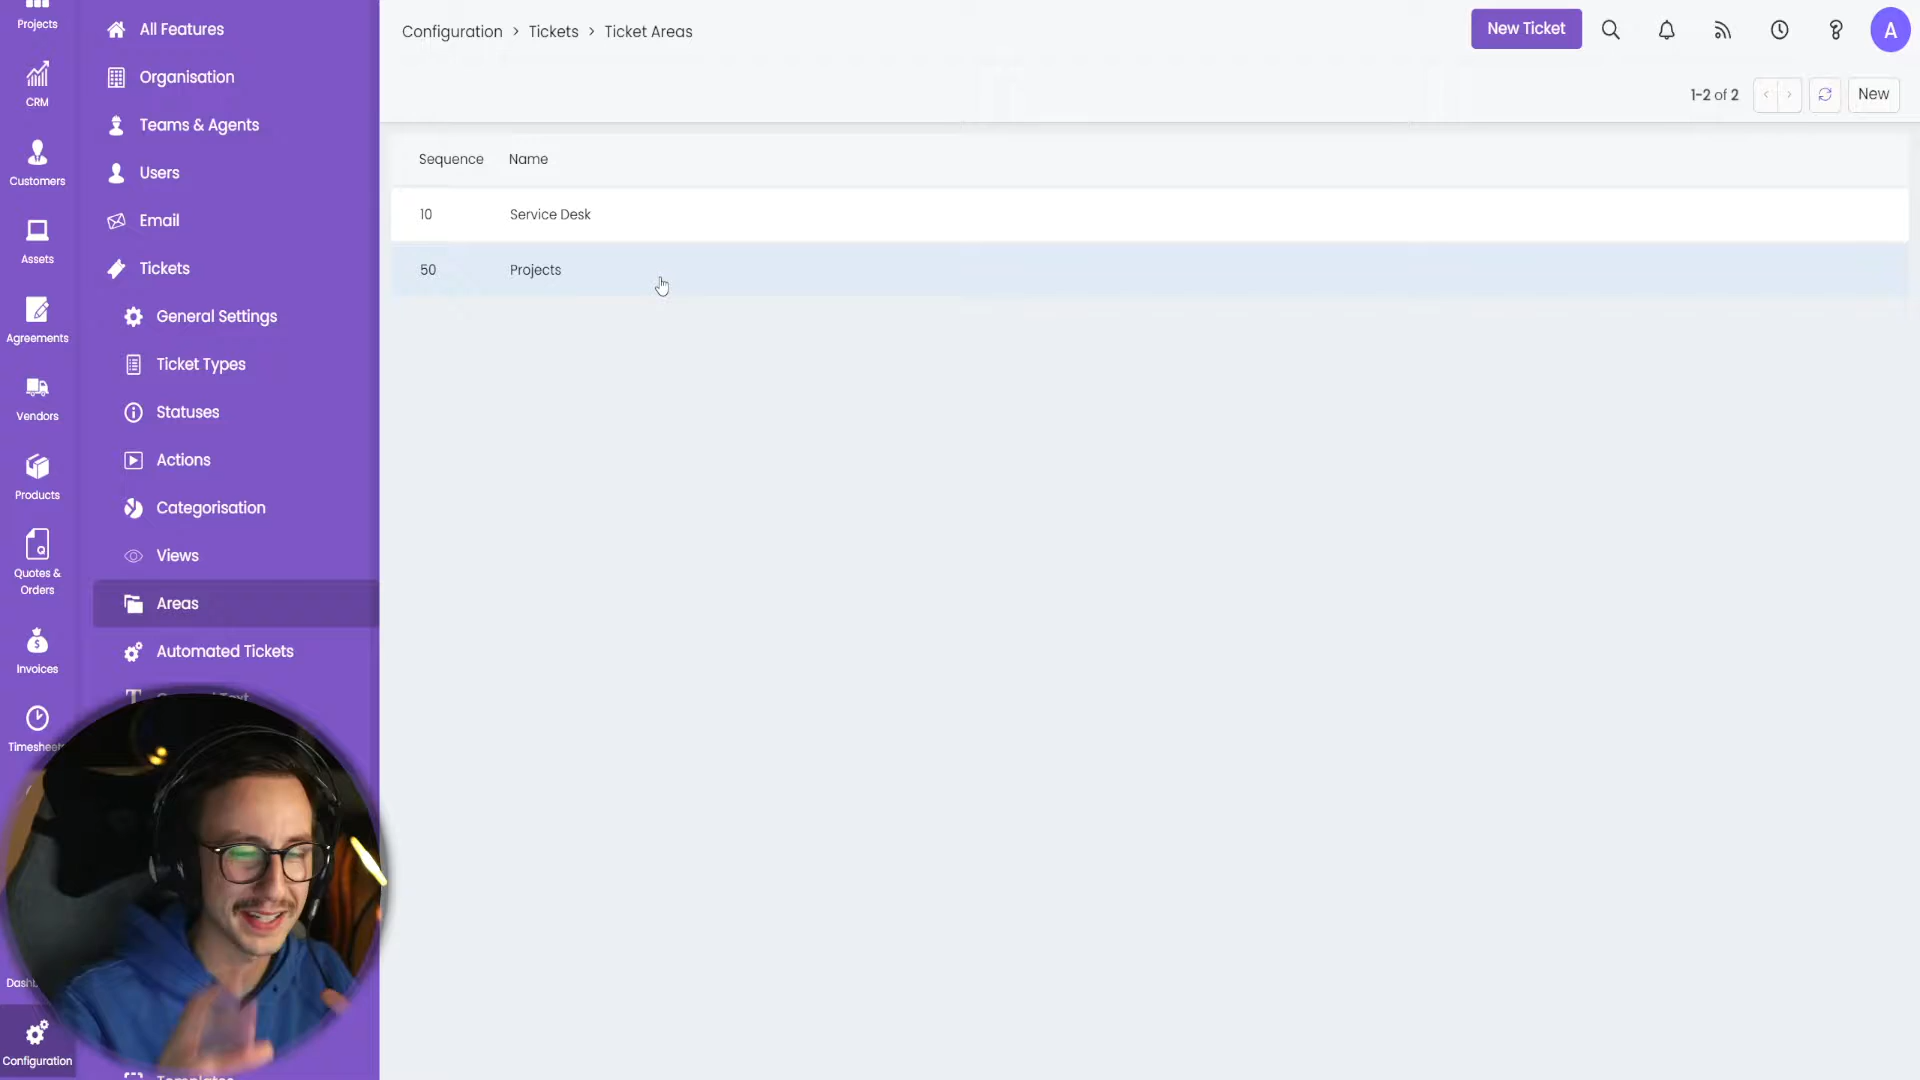 Projects
CRM
Customers
Assets
Agreements
Vendors
Products
Quotes &
Orders
Invoices
Configuration
All Features
Organisation
Teams & Agents
Users
Email
Tickets
General Settings
Ticket Types
Statuses
Actions
Categorisation
Views
Areas
Automated Tickets
Configuration > Tickets > Ticket Areas
New Ticket
A
1-2 of 2
New
Sequence Name
10 Service Desk
50 Projects